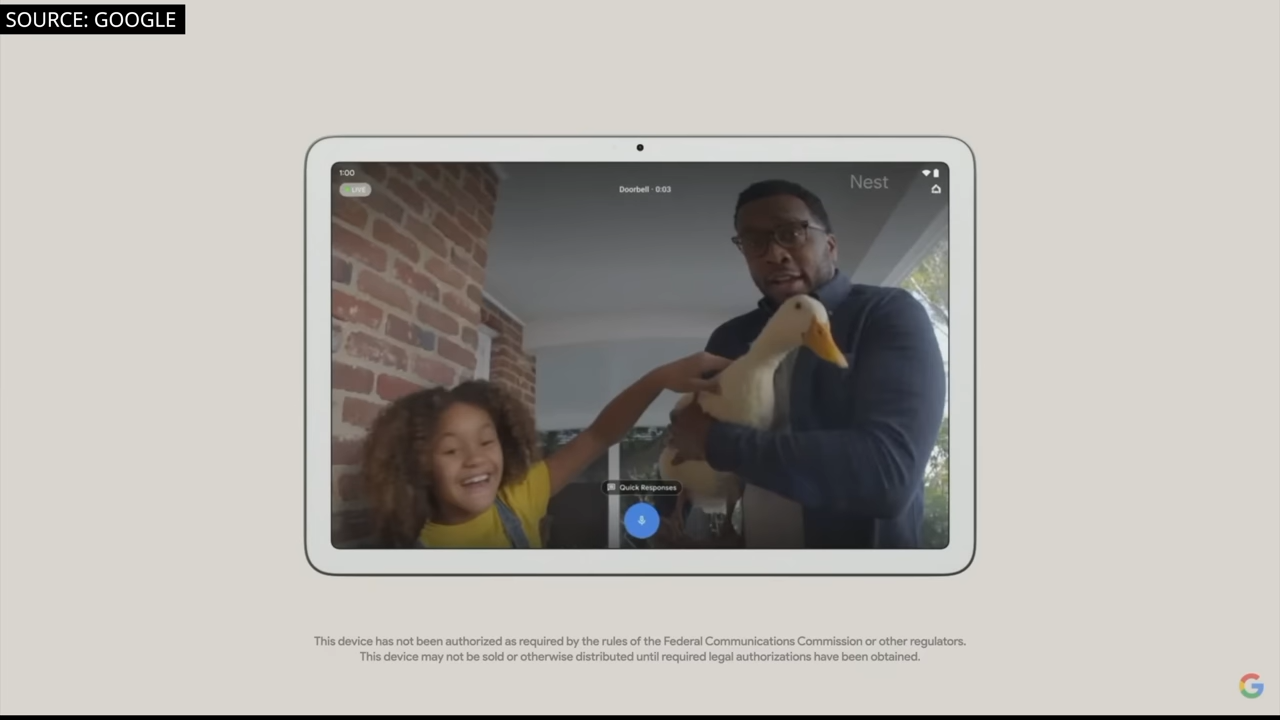 SOURCE: GOOGLE
1:00
LIVE
Doorbell · 0:03
Nest
Quick Responses
This device has not been authorized as required by the rules of the Federal Communications Commission or other regulators.
This device may not be sold or otherwise distributed until required legal authorizations have been obtained.